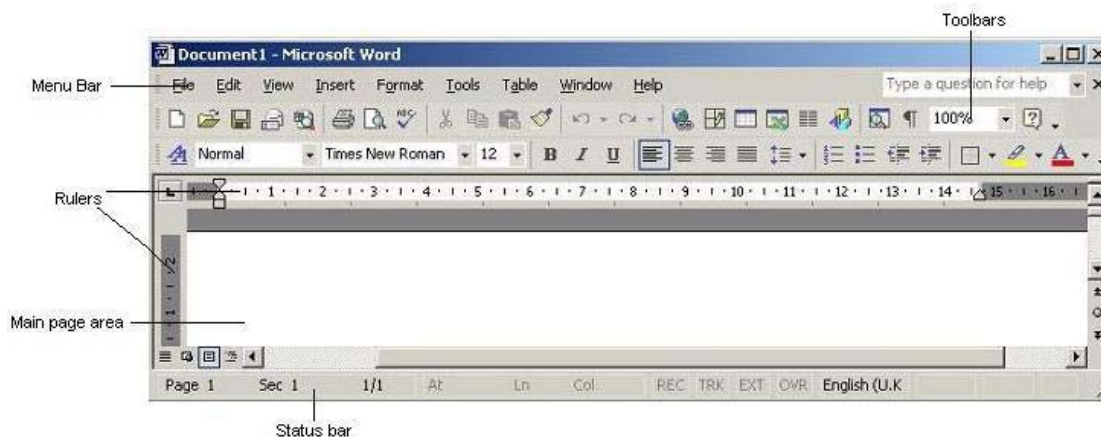 Toolbars
Document1 - Microsoft Word
Menu Bar
File Edit View Insert Format Tools Table Window Help Type a question for help
ABC 100%
Normal Times New Roman 12 B I U A
Rulers
1 2 3 4 5 6 7 8 9 10 11 12 13 14 15 16
2
1
Main page area
Page 1 Sec 1 1/1 At Ln Col REC TRK EXT OVR English (U.K
Status bar